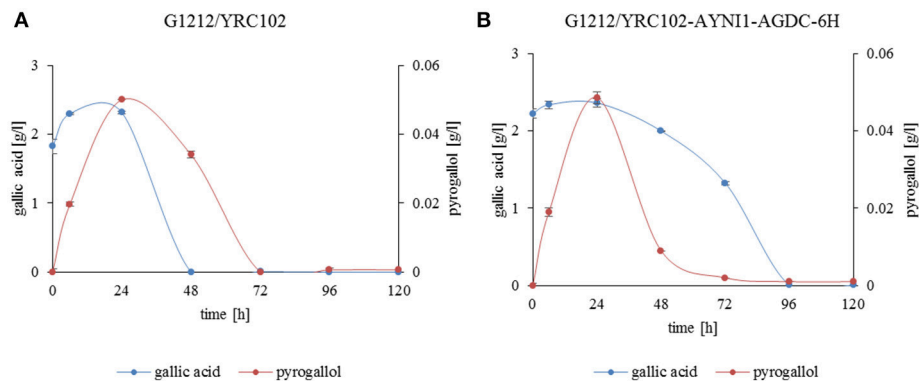 A G1212/YRC102
3 0.06
2 0.04
1 0.02
0 0
gallic acid [g/l]
pyrogallol [g/l]
0 24 48 72 96 120
time [h]
gallic acid pyrogallol
B G1212/YRC102-AYNI1-AGDC-6H
3 0.06
2 0.04
1 0.02
0 0
gallic acid [g/l]
pyrogallol [g/l]
0 24 48 72 96 120
time [h]
gallic acid pyrogallol